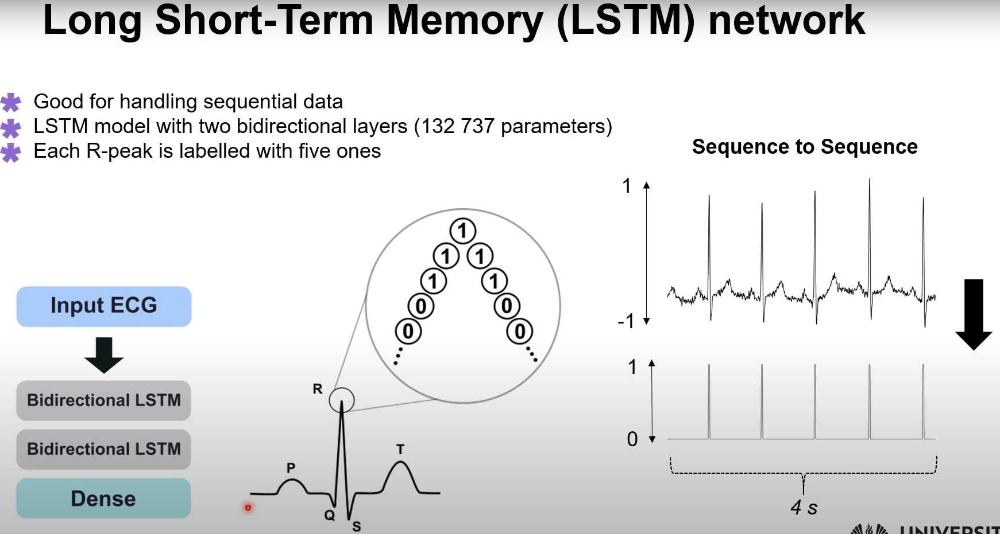 Long Short-Term Memory (LSTM) network
Good for handling sequential data
LSTM model with two bidirectional layers (132 737 parameters)
Each R-peak is labelled with five ones
Input ECG
Bidirectional LSTM
Bidirectional LSTM
Dense
1
1 1
1 1
0 0
0 0
R
P
T
Q
S
Sequence to Sequence
1
-1
1
0
4 s